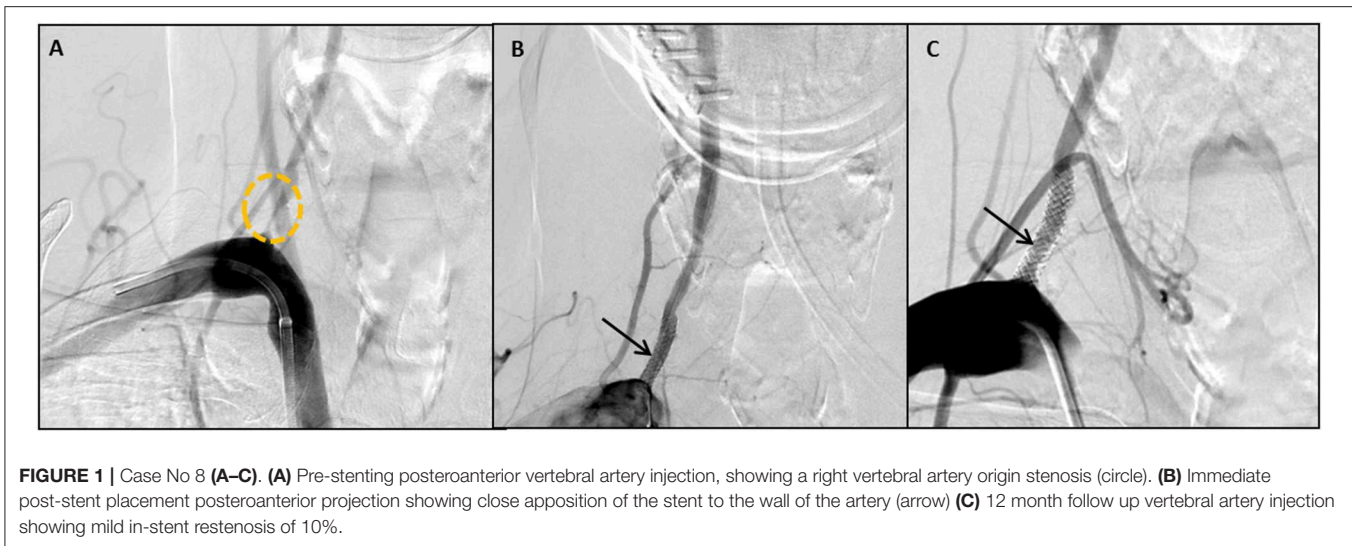 A
B
C
FIGURE 1 | Case No 8 (A–C). (A) Pre-stenting posteroanterior vertebral artery injection, showing a right vertebral artery origin stenosis (circle). (B) Immediate
post-stent placement posteroanterior projection showing close apposition of the stent to the wall of the artery (arrow) (C) 12 month follow up vertebral artery injection
showing mild in-stent restenosis of 10%.